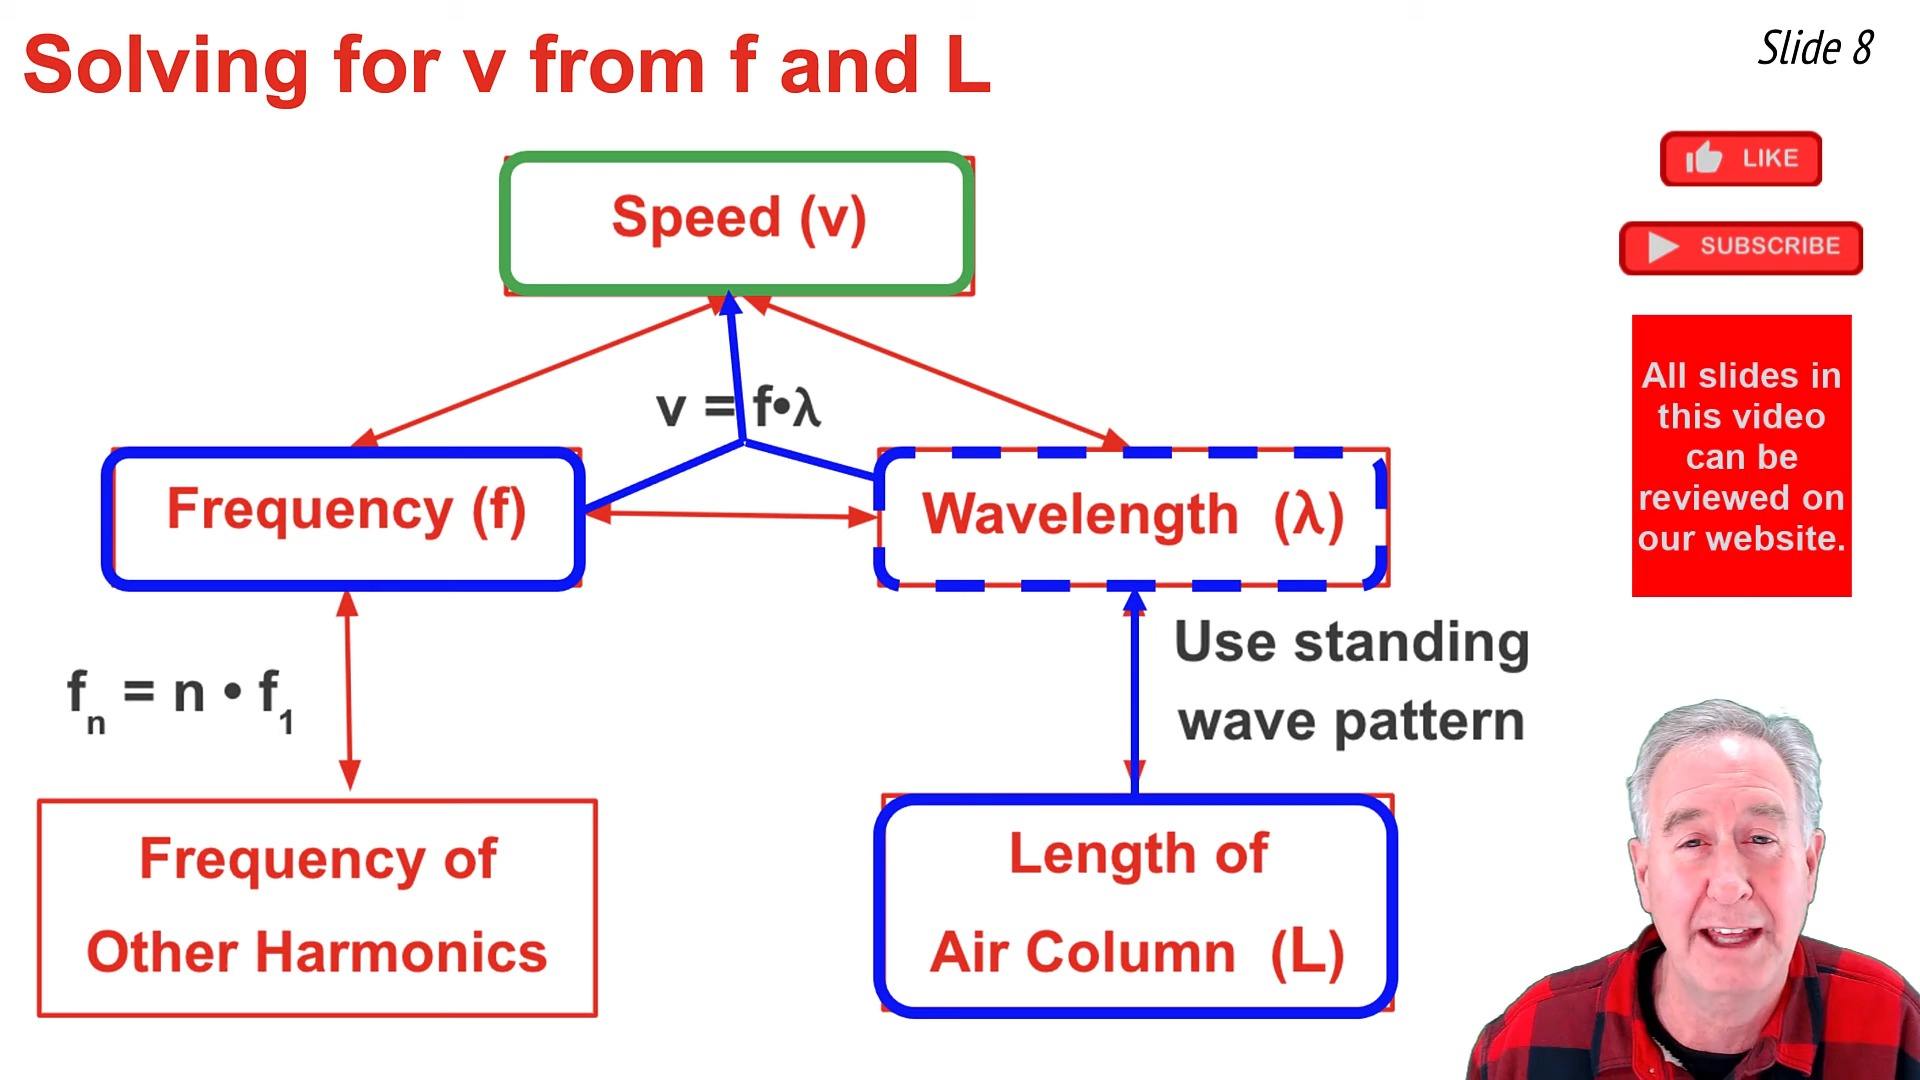 Solving for v from f and L
Slide 8
LIKE
SUBSCRIBE
All slides in
this video
can be
reviewed on
our website.
Speed (v)
v = f•λ
Frequency (f)
Wavelength (λ)
fn = n • f1
Use standing
wave pattern
Frequency of
Other Harmonics
Length of
Air Column (L)